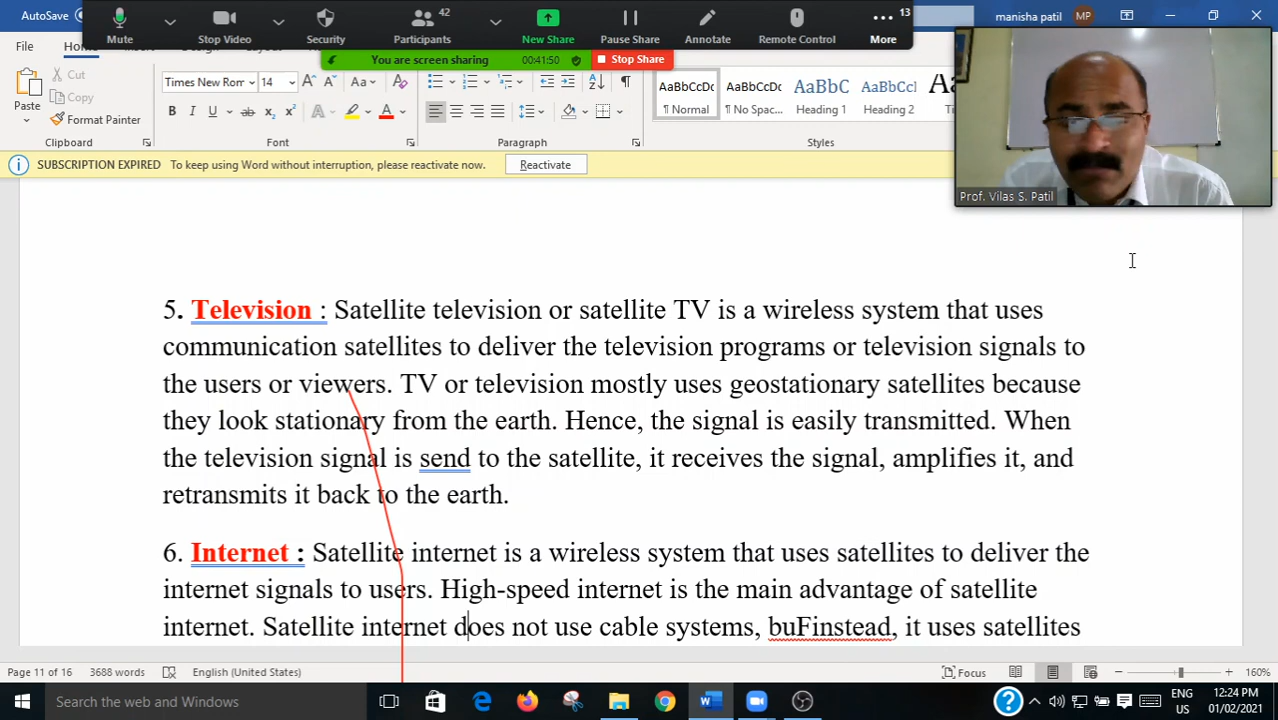 AutoSave
manisha patil
MP
42
13
Mute
Stop Video
Security
Participants
New Share
Pause Share
Annotate
Remote Control
More
You are screen sharing
00:41:50
Stop Share
File
Paste
Cut
Copy
Format Painter
Times New Rom
14
Aa
AaBbCcDc
AaBbCcDc
AaBbC
AaBbCcI
Normal
No Spac...
Heading 1
Heading 2
Clipboard
Font
Paragraph
Styles
SUBSCRIPTION EXPIRED To keep using Word without interruption, please reactivate now.
Reactivate
Prof. Vilas S. Patil
5. Television : Satellite television or satellite TV is a wireless system that uses
communication satellites to deliver the television programs or television signals to
the users or viewers. TV or television mostly uses geostationary satellites because
they look stationary from the earth. Hence, the signal is easily transmitted. When
the television signal is send to the satellite, it receives the signal, amplifies it, and
retransmits it back to the earth.
6. Internet : Satellite internet is a wireless system that uses satellites to deliver the
internet signals to users. High-speed internet is the main advantage of satellite
internet. Satellite internet does not use cable systems, buFinstead, it uses satellites
Page 11 of 16
3688 words
English (United States)
Focus
160%
Search the web and Windows
ENG
US
12:24 PM
01/02/2021